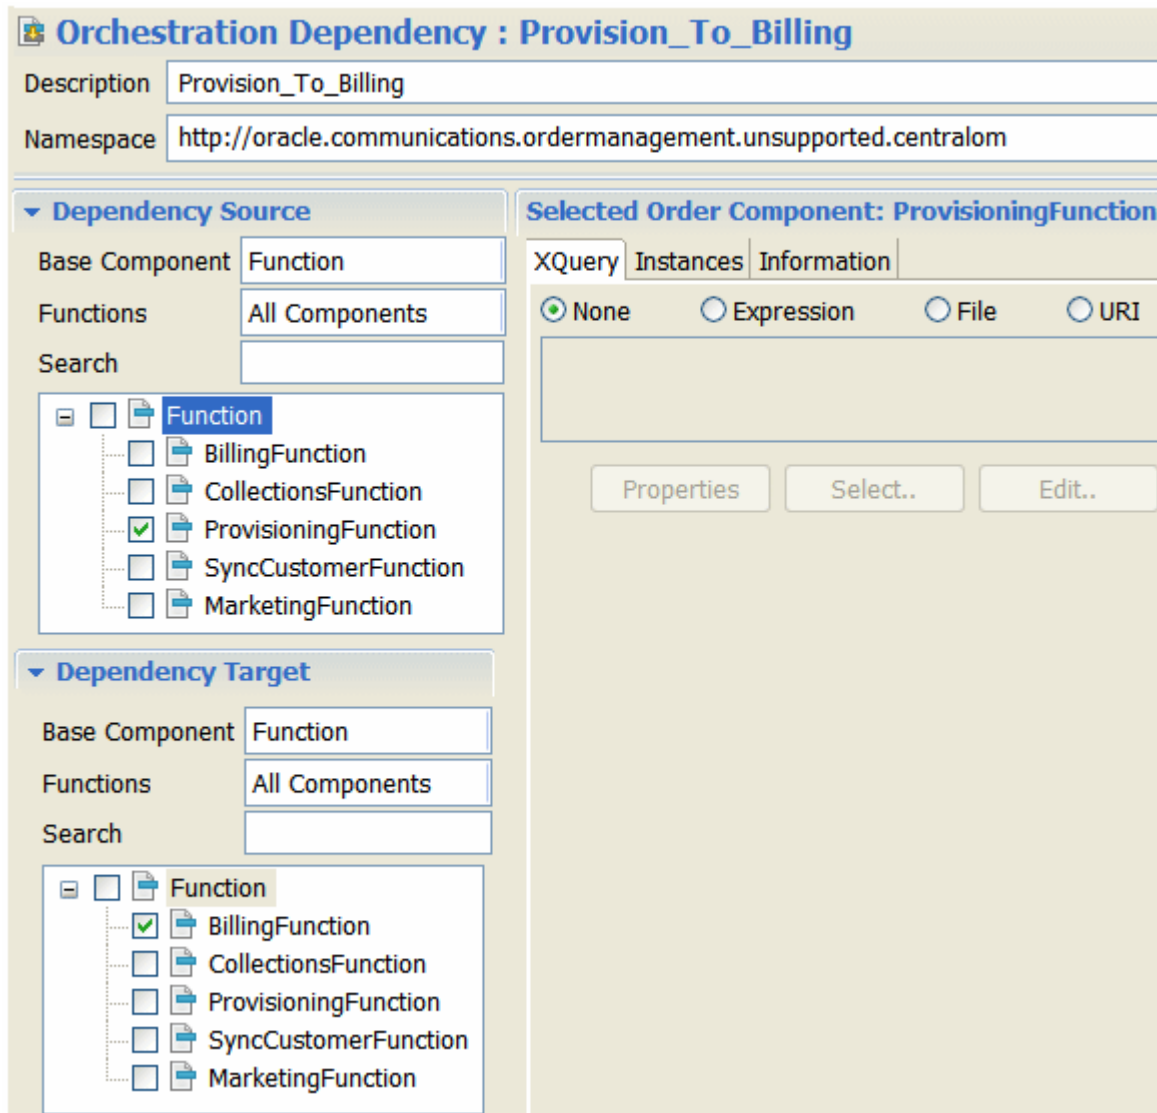 Orchestration Dependency : Provision_To_Billing
Description Provision_To_Billing
Namespace http://oracle.communications.ordermanagement.unsupported.centralom
Dependency Source
Base Component Function
Functions All Components
Search
Function
BillingFunction
CollectionsFunction
ProvisioningFunction
SyncCustomerFunction
MarketingFunction
Dependency Target
Base Component Function
Functions All Components
Search
Function
BillingFunction
CollectionsFunction
ProvisioningFunction
SyncCustomerFunction
MarketingFunction
Selected Order Component: ProvisioningFunction
XQuery Instances Information
None Expression File URI
Properties Select.. Edit..